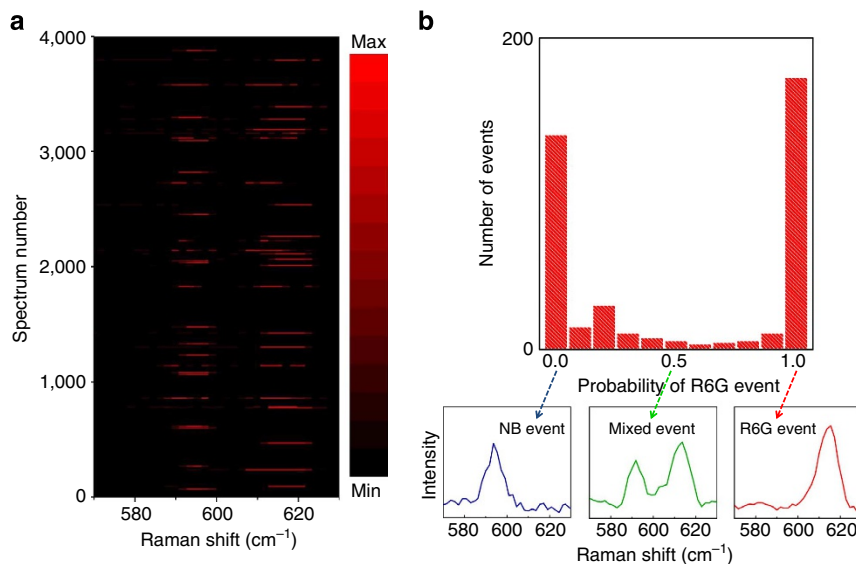 a
4,000
3,000
2,000
1,000
0
Spectrum number
580 600 620
Raman shift (cm⁻¹)
Max
Min
b
200
0
Number of events
0.0 0.5 1.0
Probability of R6G event
NB event
Mixed event
R6G event
Intensity
580 600 620 580 600 620 580 600 620
Raman shift (cm⁻¹)